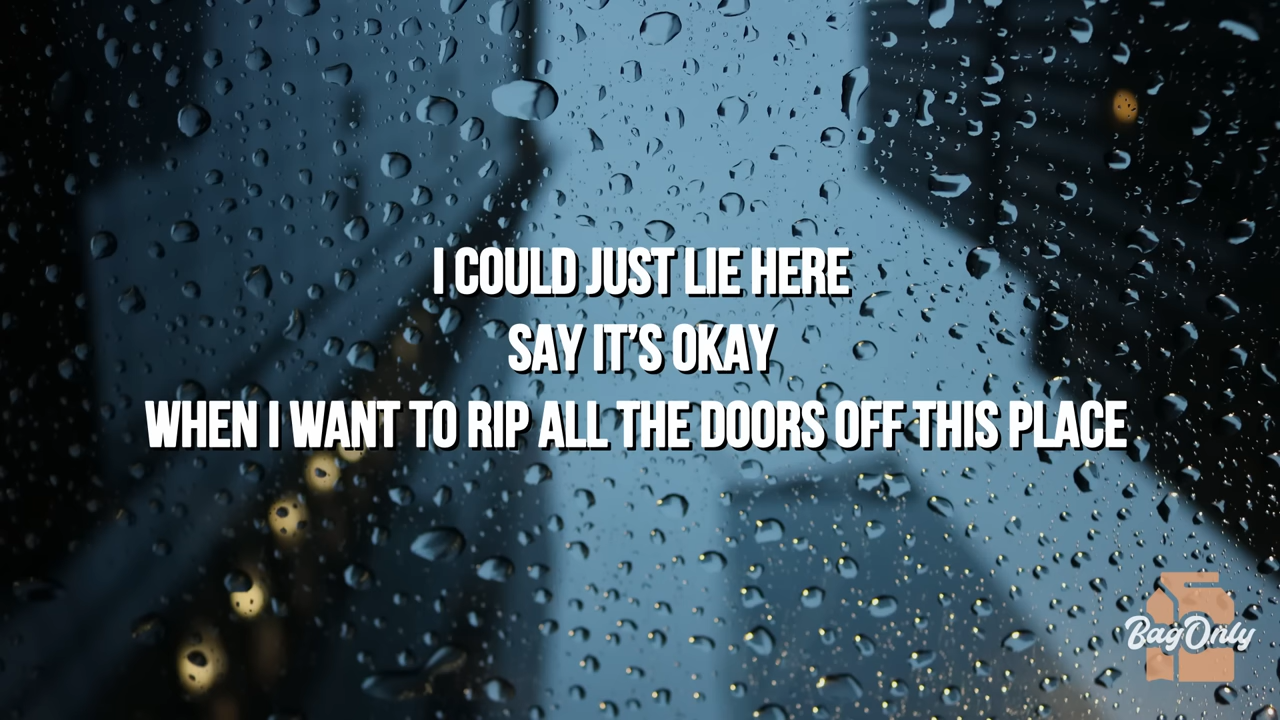 I COULD JUST LIE HERE
SAY IT’S OKAY
WHEN I WANT TO RIP ALL THE DOORS OFF THIS PLACE
BagOnly